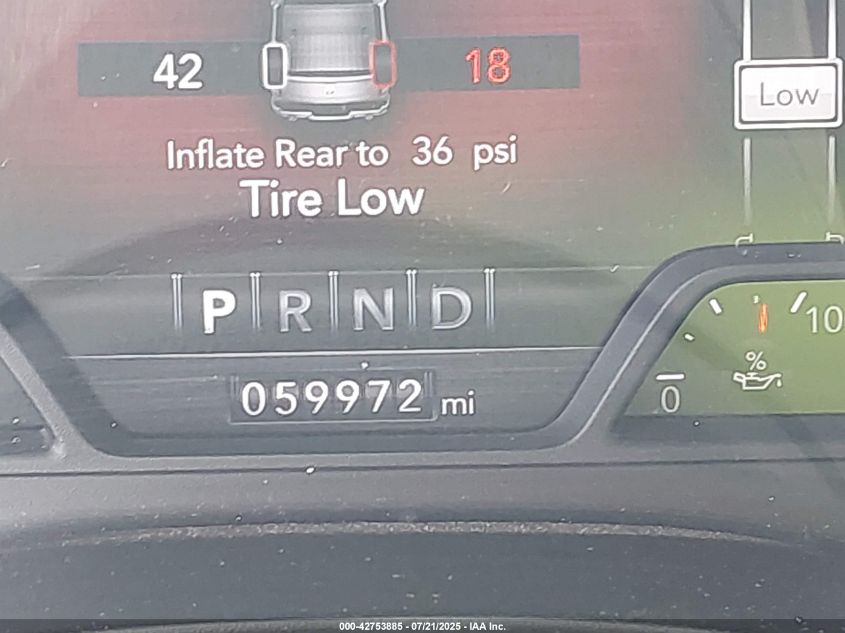 42 18
Low
Inflate Rear to 36 psi
Tire Low
P R N D
10
%
0
059972 mi
000-42753885 - 07/21/2025 - IAA Inc.